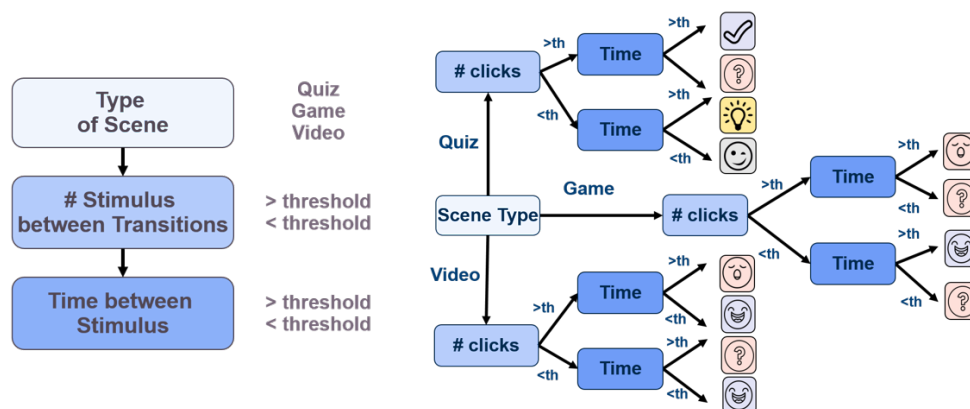 Type
of Scene
Quiz
Game
Video
# Stimulus
between Transitions
> threshold
< threshold
Time between
Stimulus
> threshold
< threshold
Scene Type
Quiz
# clicks
>th
Time
>th
?
<th
Time
>th
<th
Game
# clicks
>th
Time
>th
<th
?
<th
Time
>th
<th
?
Video
# clicks
>th
Time
>th
<th
<th
Time
>th
?
<th